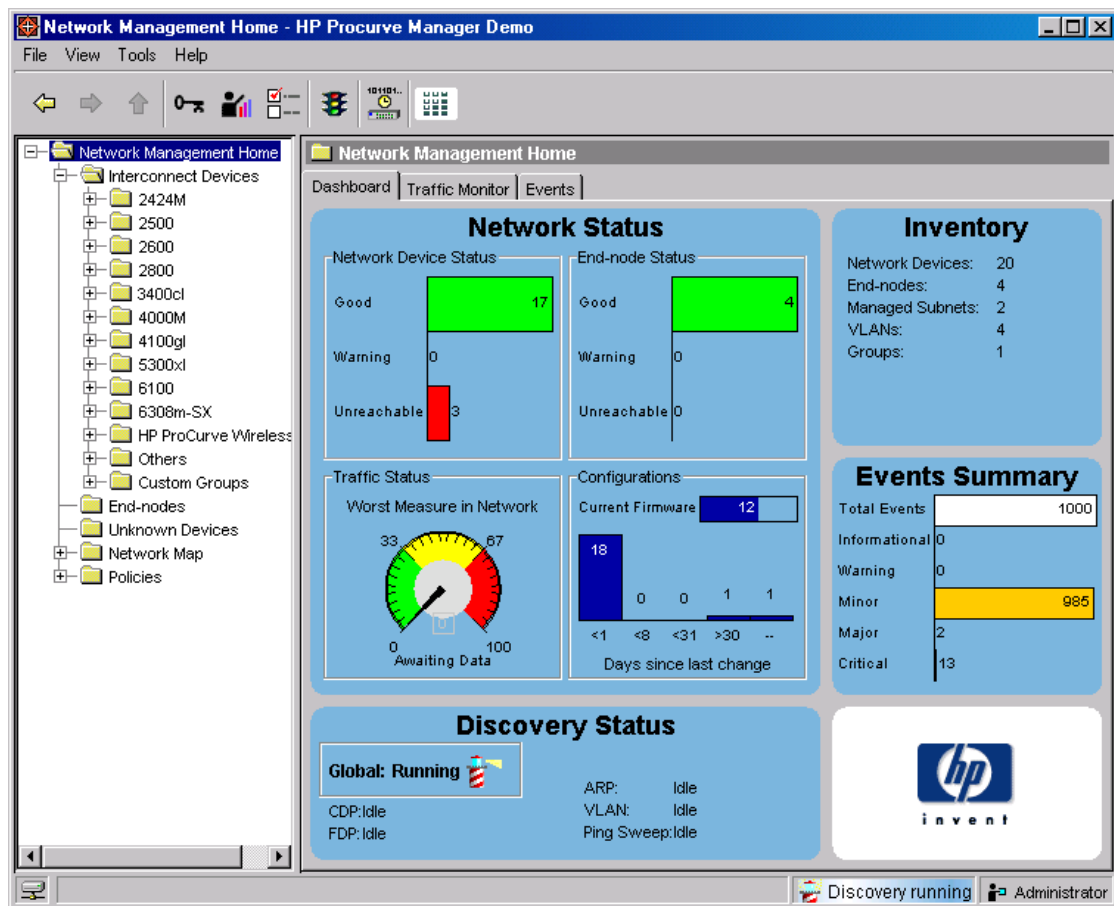 Network Management Home - HP Procurve Manager Demo
File View Tools Help
101101..
Network Management Home
Interconnect Devices
2424M
2500
2600
2800
3400cl
4000M
4100gl
5300xl
6100
6308m-SX
HP ProCurve Wireless
Others
Custom Groups
End-nodes
Unknown Devices
Network Map
Policies
Network Management Home
Dashboard Traffic Monitor Events
Network Status
Network Device Status
Good 17
Warning 0
Unreachable 3
End-node Status
Good 4
Warning 0
Unreachable 0
Traffic Status
Worst Measure in Network
33 67
0
0 100
Awaiting Data
Configurations
Current Firmware 12
18 0 0 1 1
<1 <8 <31 >30 --
Days since last change
Inventory
Network Devices: 20
End-nodes: 4
Managed Subnets: 2
VLANs: 4
Groups: 1
Events Summary
Total Events 1000
Informational 0
Warning 0
Minor 985
Major 2
Critical 13
Discovery Status
Global: Running
CDP:Idle
FDP:Idle
ARP: Idle
VLAN: Idle
Ping Sweep:Idle
hp
invent
Discovery running Administrator